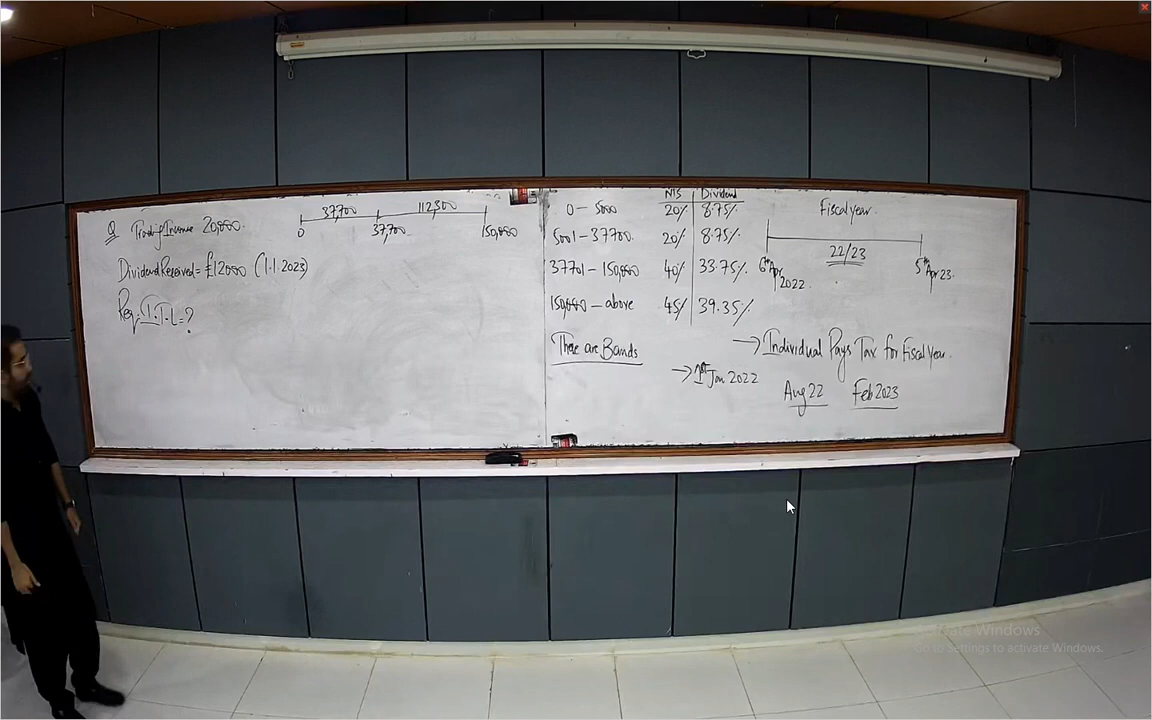 Q Trading Income 20,000.
37,700 112,300
0 37,700 150,000
Dividend Received = £12000 (1.1.2023)
Req: I.T.L = ?
NIS Dividend
0 — 5000 20% 8.75%
5001 — 37700. 20% 8.75%
37701 — 150,000 40% 33.75%
150,000 — above 45% 39.35%
These are Bands
Fiscal year.
22/23
6th Apr 2022. 5th Apr 23.
→ Individual Pays Tax for Fiscal Year.
→ 1st Jan 2022
Aug 22 Feb 2023
Activate Windows
Go to Settings to activate Windows.